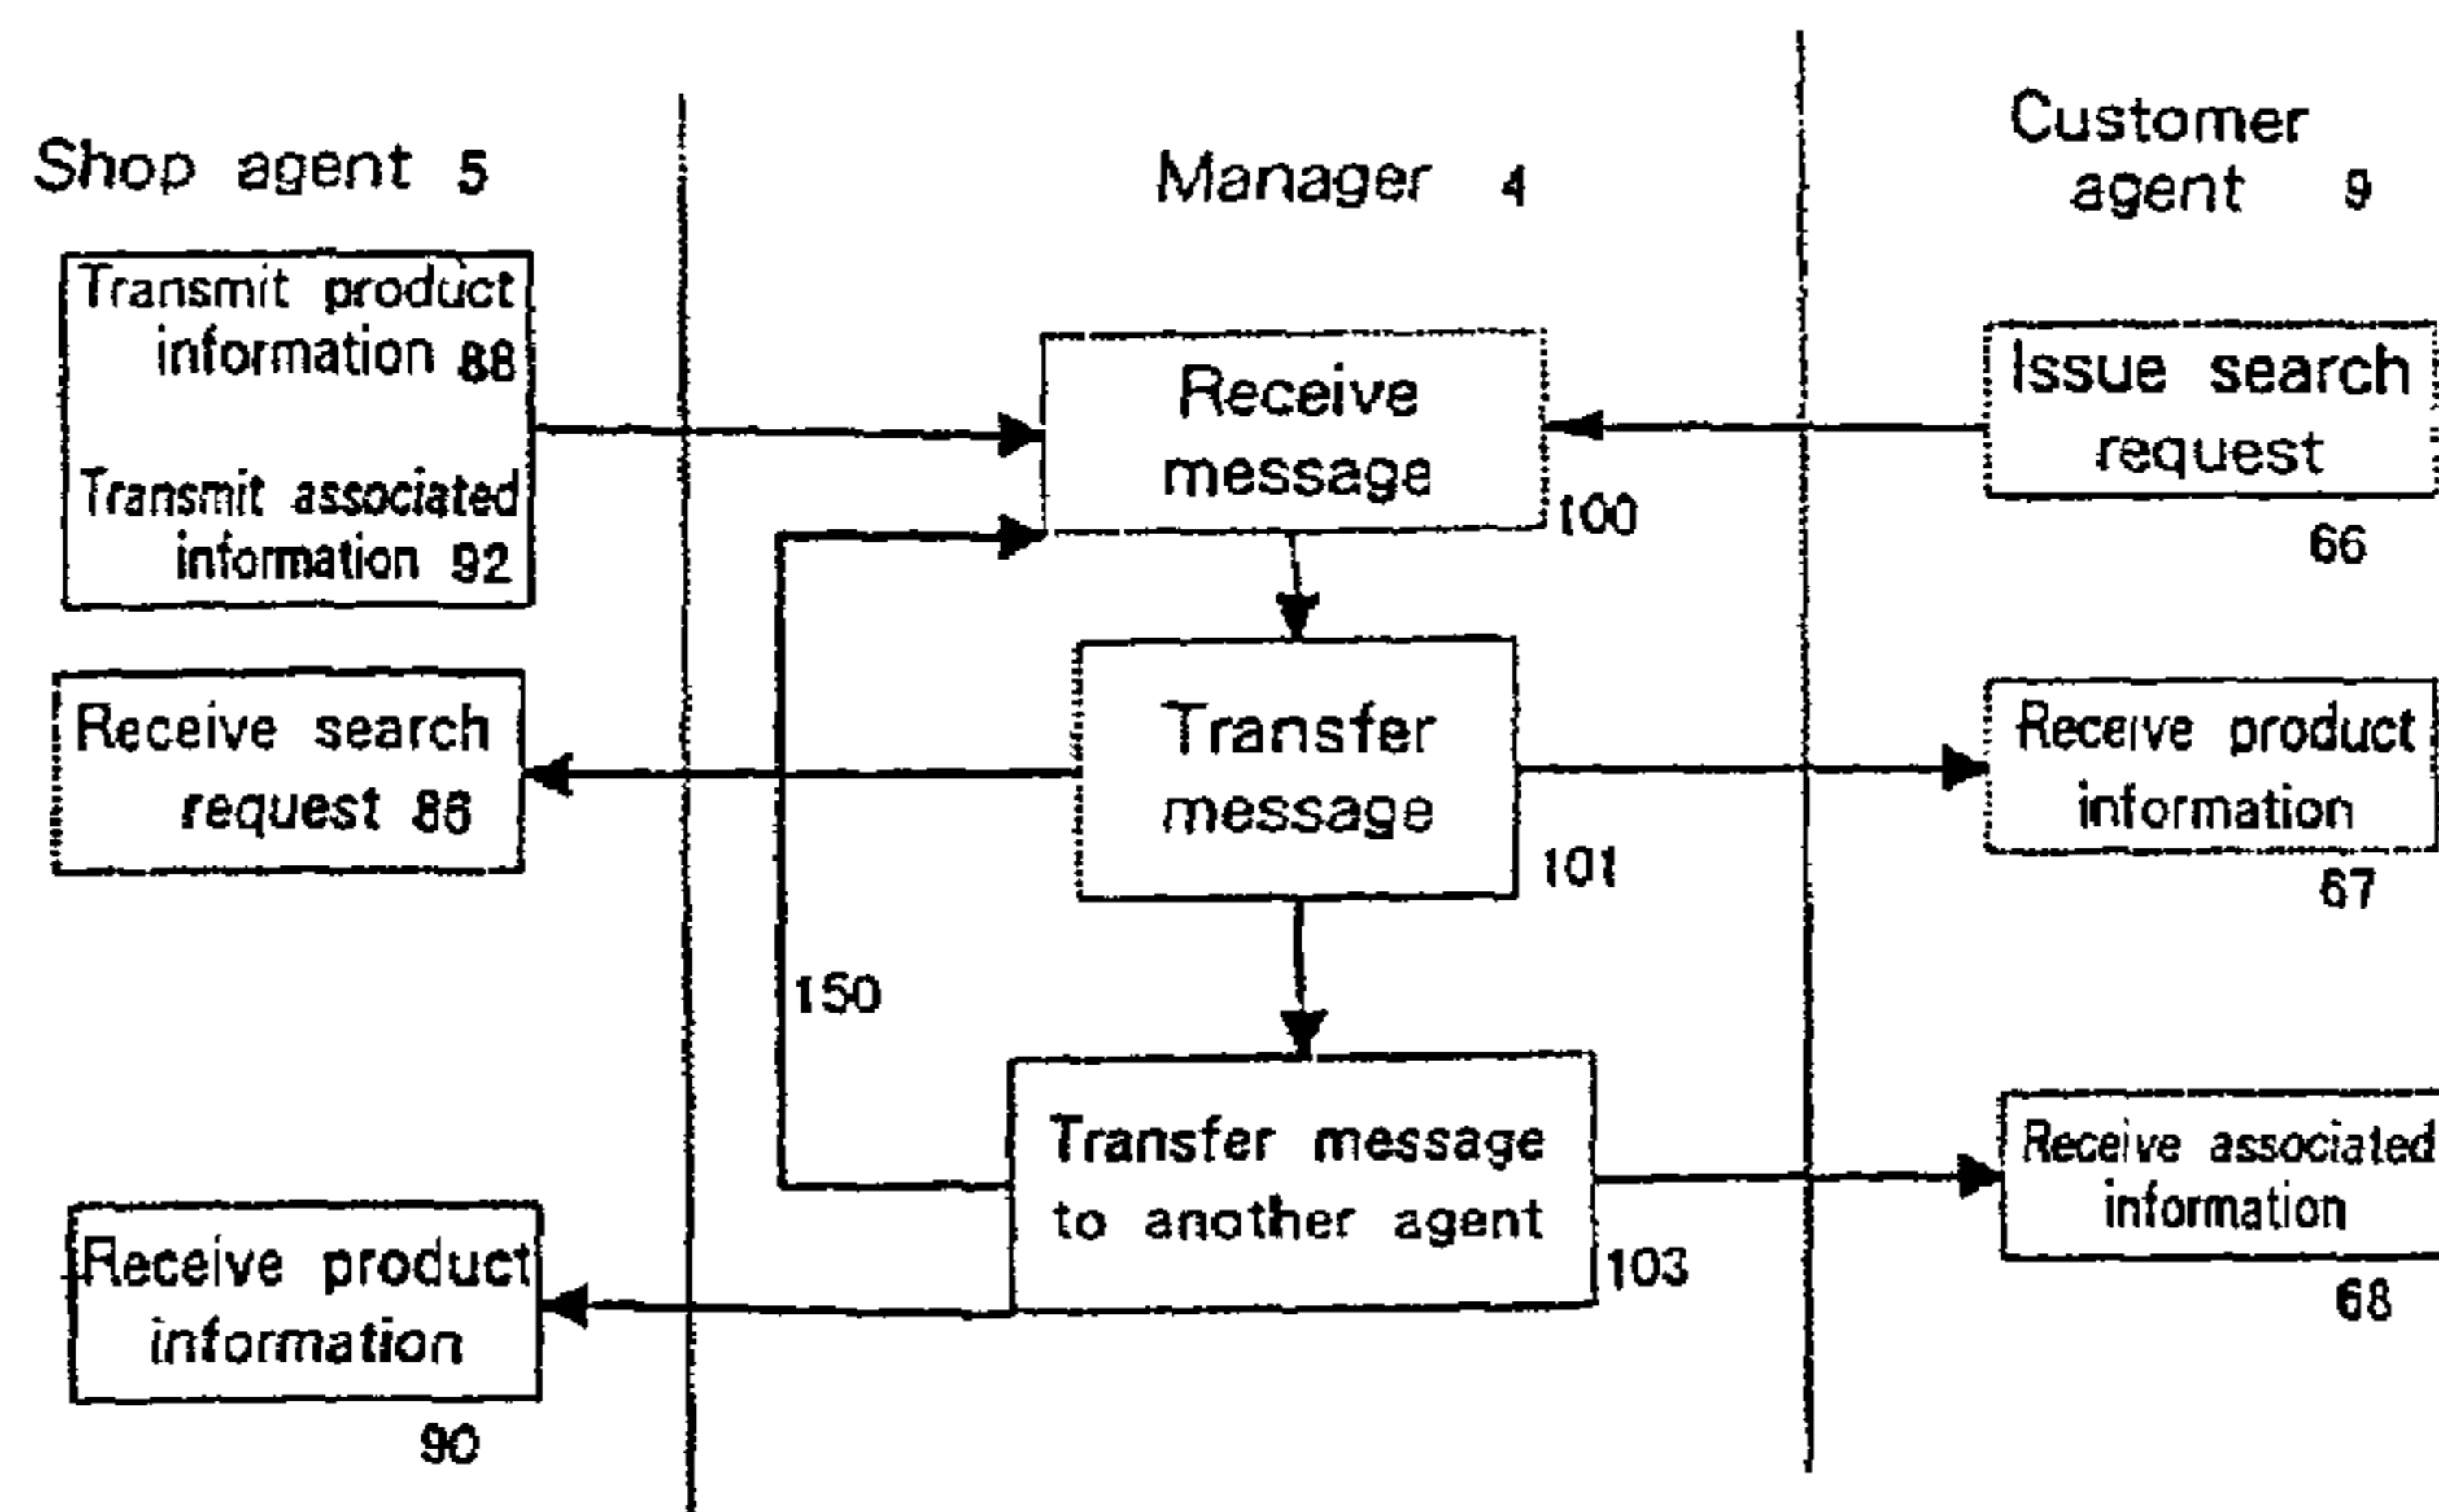 Shop agent 5
Transmit product
information 88
Transmit associated
information 92
Receive search
request 86
Receive product
information
90
Manager 4
Receive
message
100
Transfer
message
101
150
Transfer message
to another agent
103
Customer
agent 9
Issue search
request
66
Receive product
information
67
Receive associated
information
68